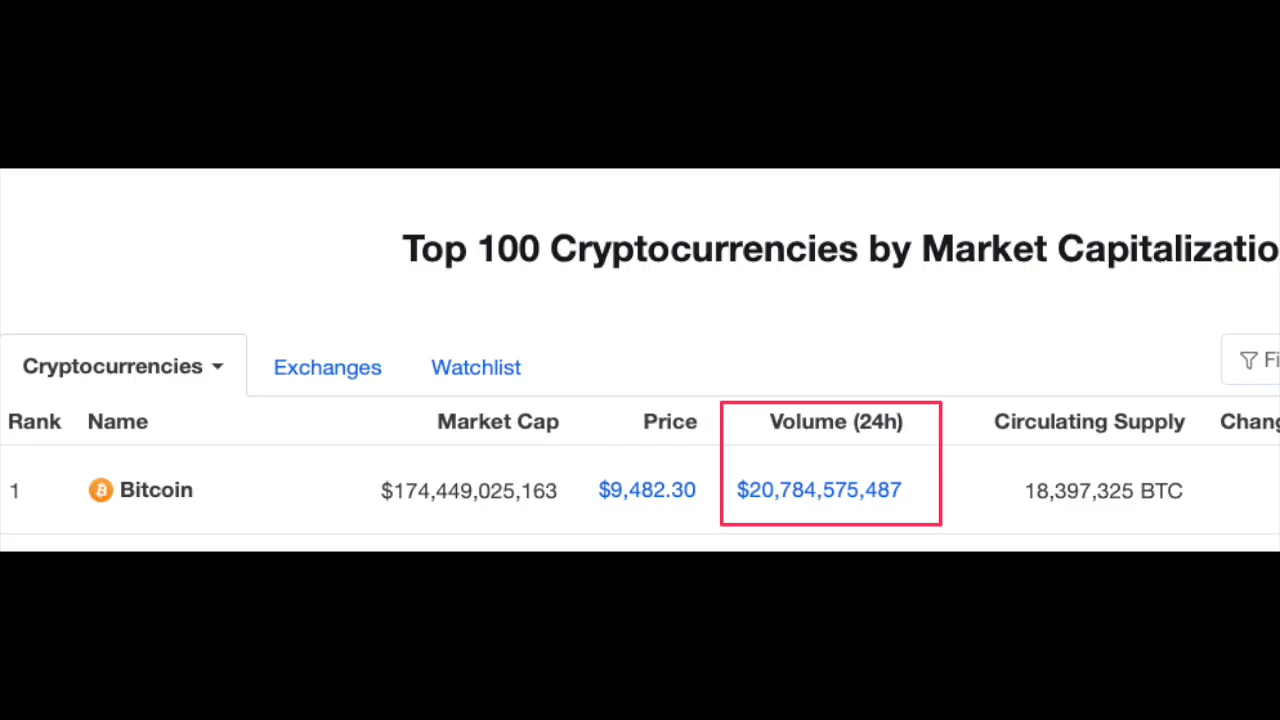 Top 100 Cryptocurrencies by Market Capitalizatio
Cryptocurrencies Exchanges Watchlist Fi
Rank Name Market Cap Price Volume (24h) Circulating Supply Chang
1 Bitcoin $174,449,025,163 $9,482.30 $20,784,575,487 18,397,325 BTC